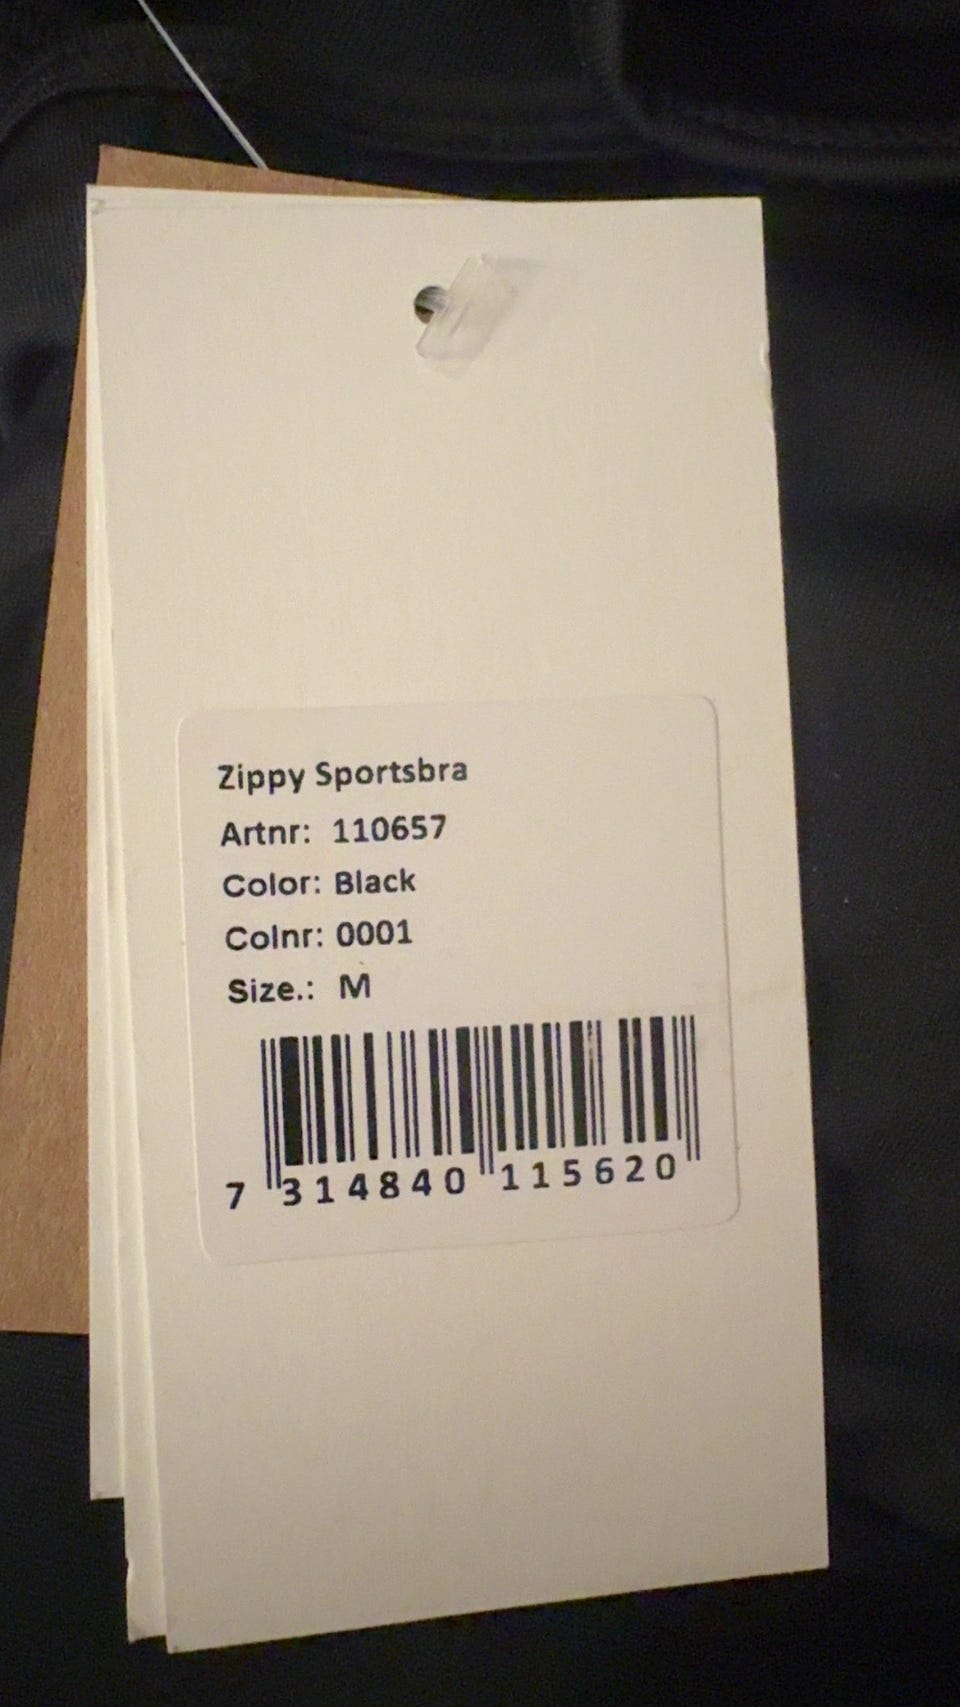 Zippy Sportsbra
Artnr: 110657
Color: Black
Colnr: 0001
Size.: M
7 314840 115620